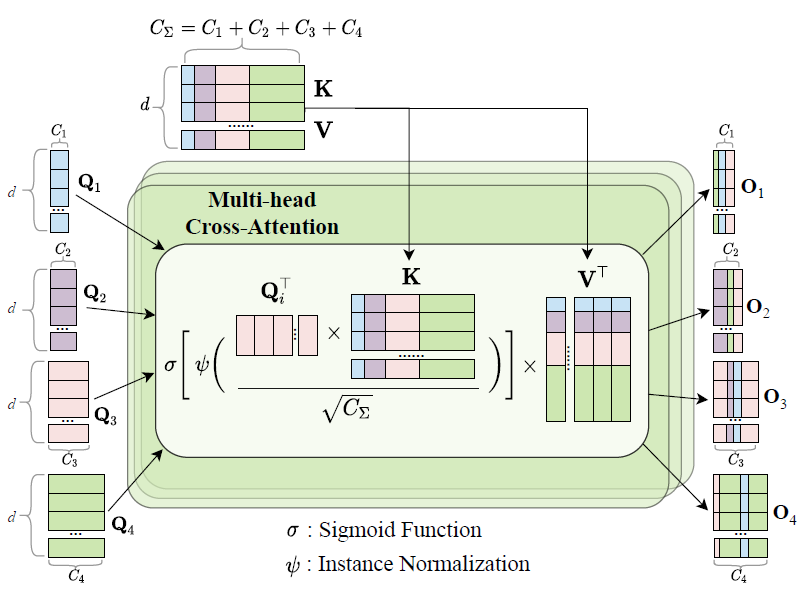 C_Σ = C_1 + C_2 + C_3 + C_4
d
K
V
......
C_1
d
Q_1
...
C_2
d
Q_2
...
d
Q_3
...
C_3
d
Q_4
...
C_4
Multi-head
Cross-Attention
Q_i^⊤
K
V^⊤
σ[ψ( × / √C_Σ )] ×
......
C_1
O_1
...
C_2
O_2
...
O_3
...
C_3
O_4
...
C_4
σ : Sigmoid Function
ψ : Instance Normalization